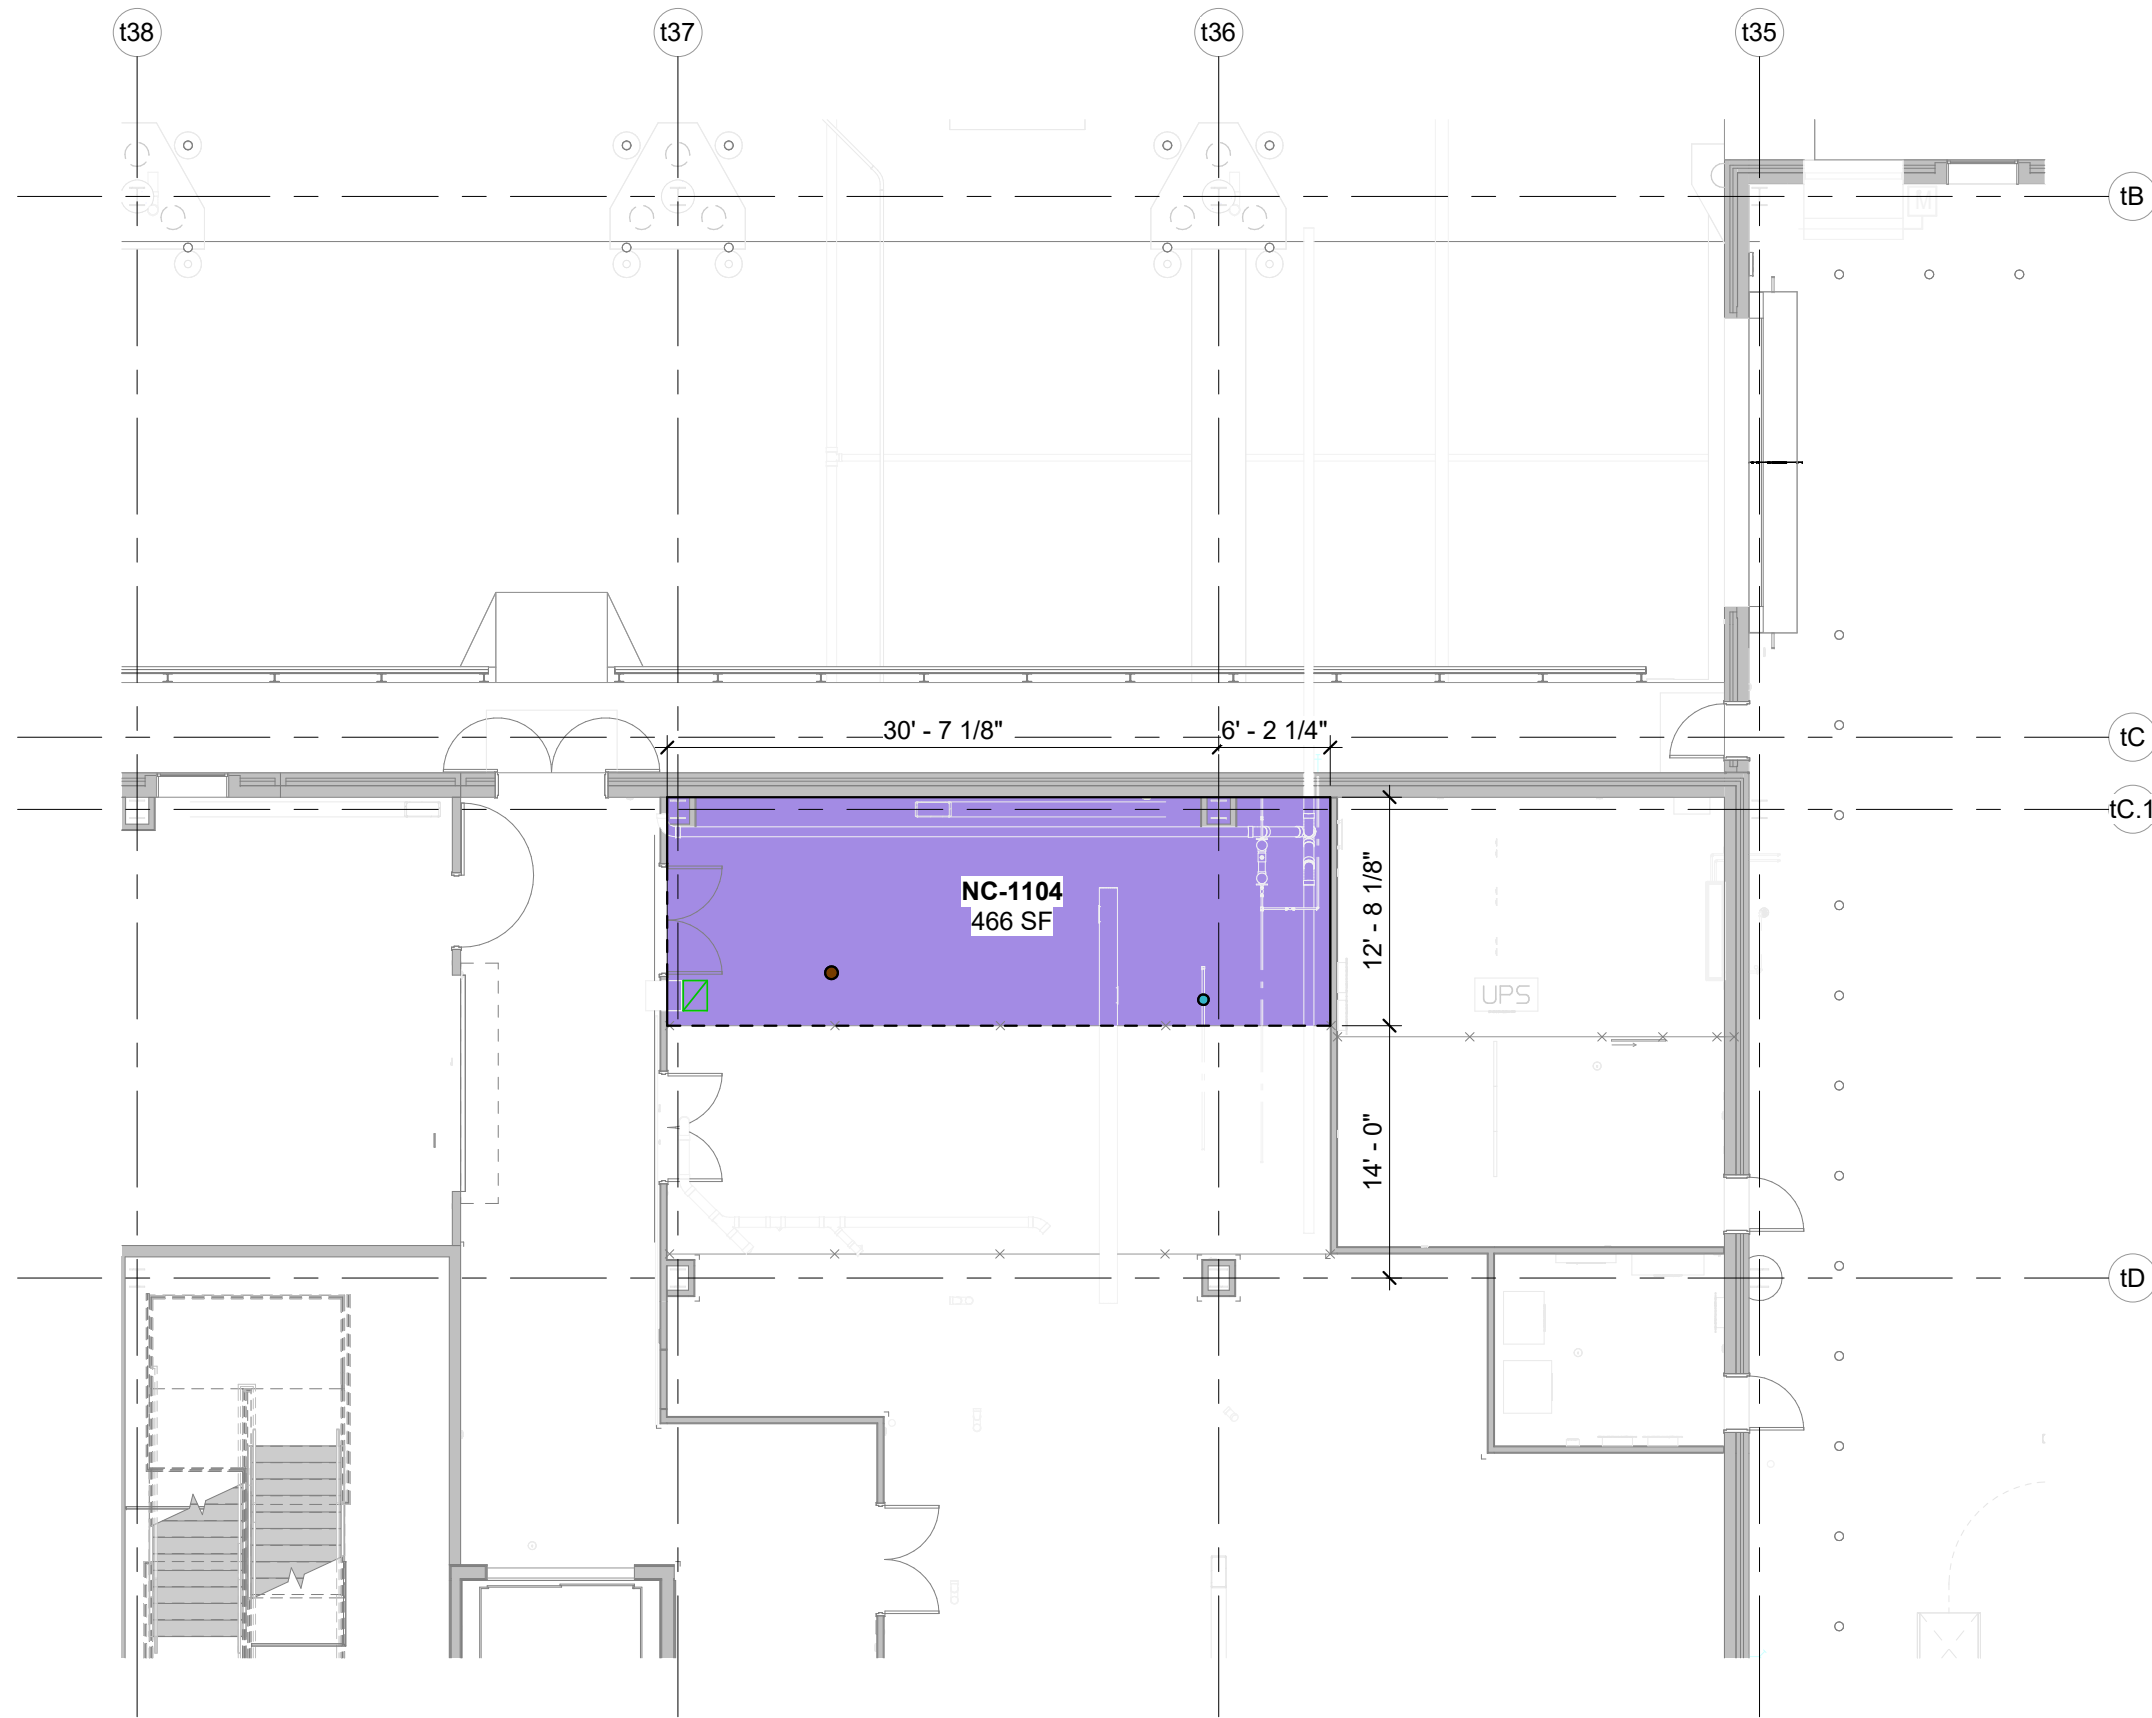 t38
t37
t36
t35
tB
M
30' - 7 1/8"
6' - 2 1/4"
tC
tC.1
NC-1104
466 SF
12' - 8 1/8"
UPS
14' - 0"
tD